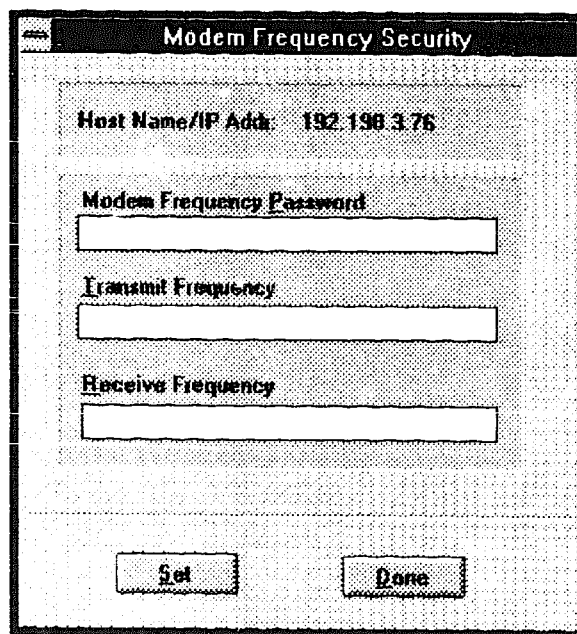 Modem Frequency Security
Host Name/IP Addr: 192.190.3.76
Modem Frequency Password
Transmit Frequency
Receive Frequency
Set Done